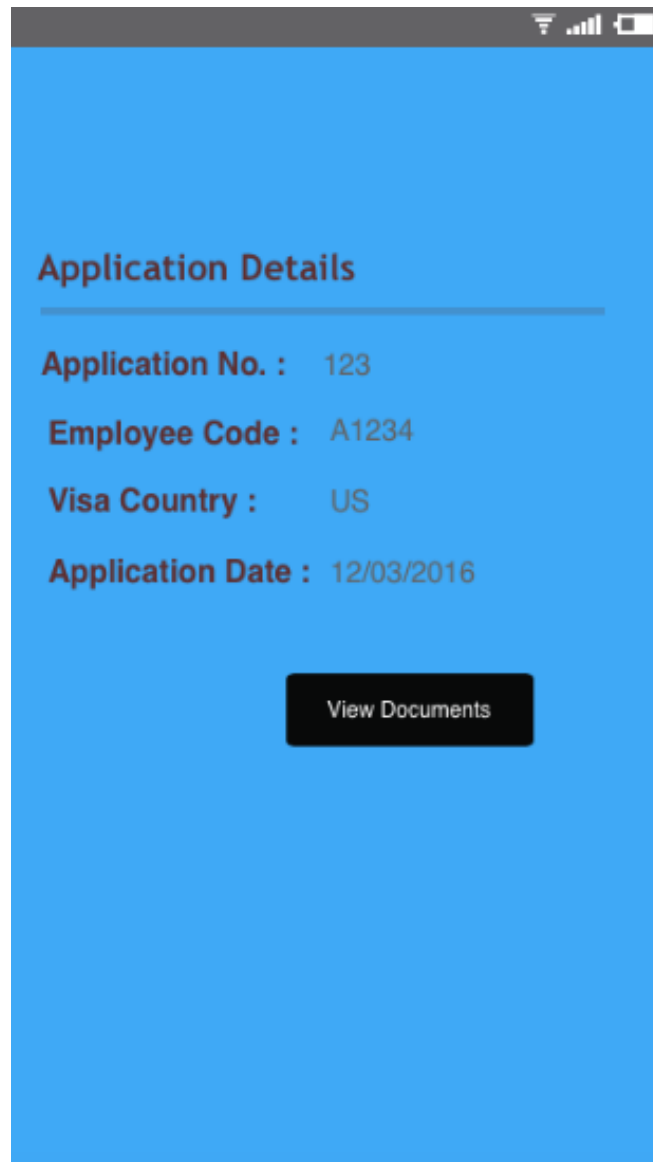 Application Details
Application No. : 123
Employee Code : A1234
Visa Country : US
Application Date : 12/03/2016
View Documents